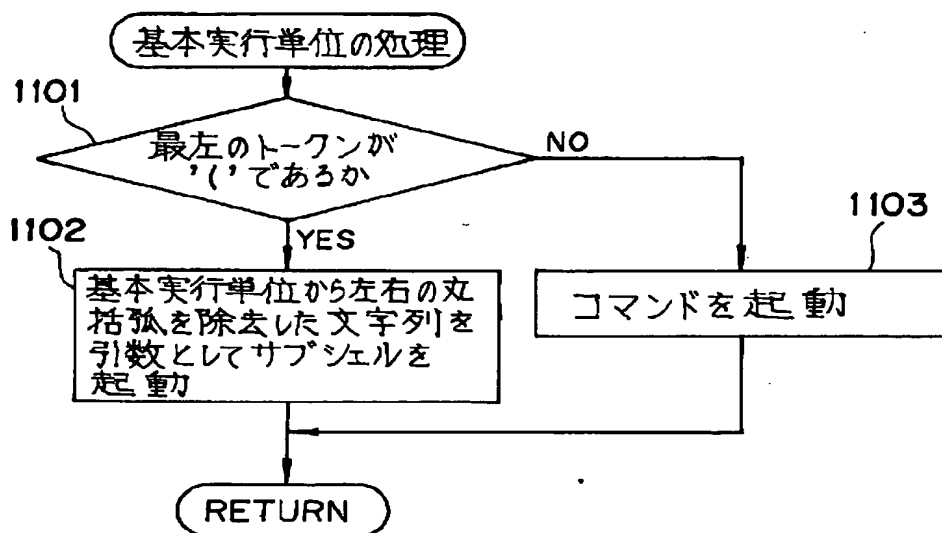 基本実行単位の処理
1101
最左のトークンが
'('であるか
NO
YES
1102
基本実行単位から左右の丸
括弧を除去した文字列を
引数としてサブシェルを
起動
1103
コマンドを起動
RETURN